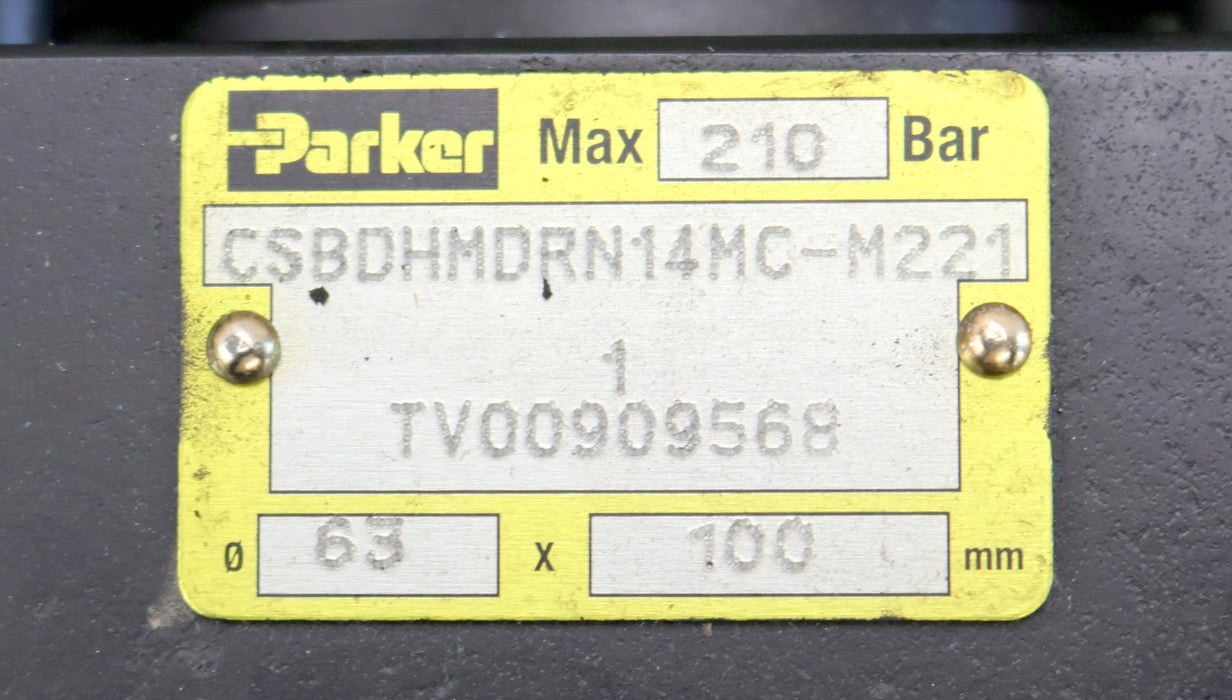 Parker Max 210 Bar
CSBDHMDRN14MC-M221
1
TV00909568
Ø 63 X 100 mm